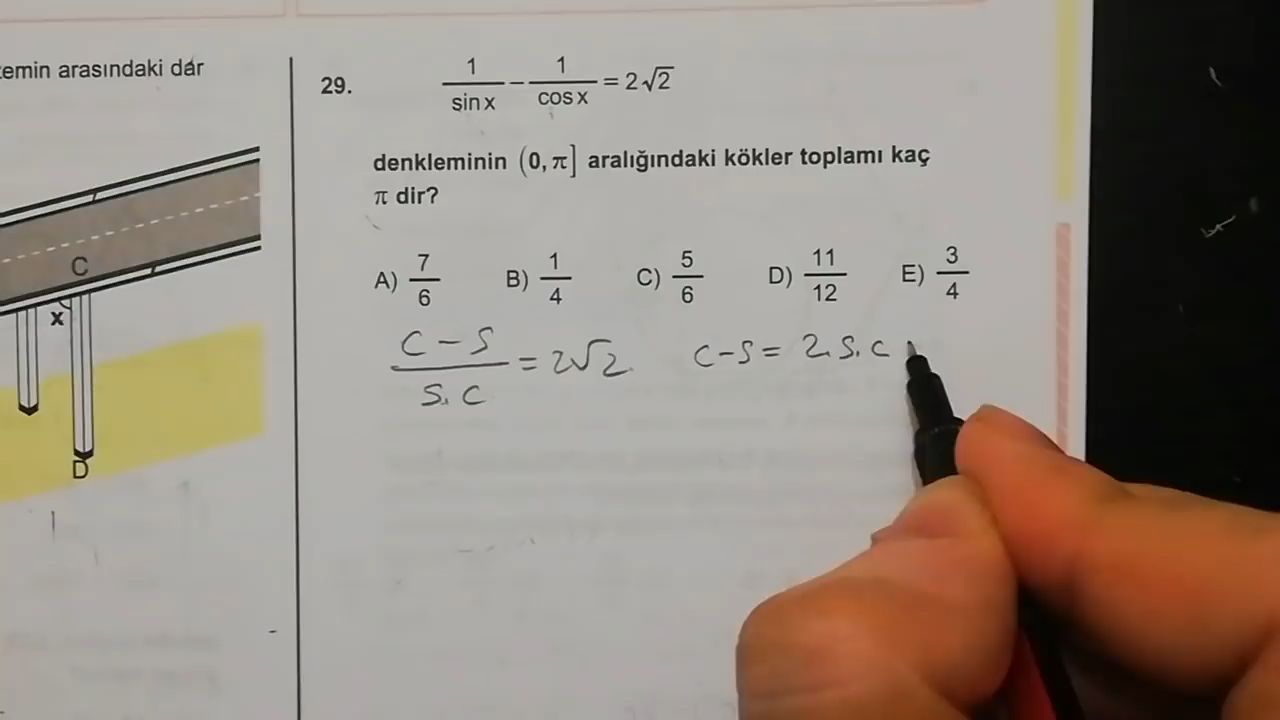 emin arasındaki dar
C
x
D
29. 1/sin x − 1/cos x = 2√2
denkleminin (0, π] aralığındaki kökler toplamı kaç
π dir?
A) 7/6 B) 1/4 C) 5/6 D) 11/12 E) 3/4
C − S / S.C = 2√2 C − S = 2.S.C